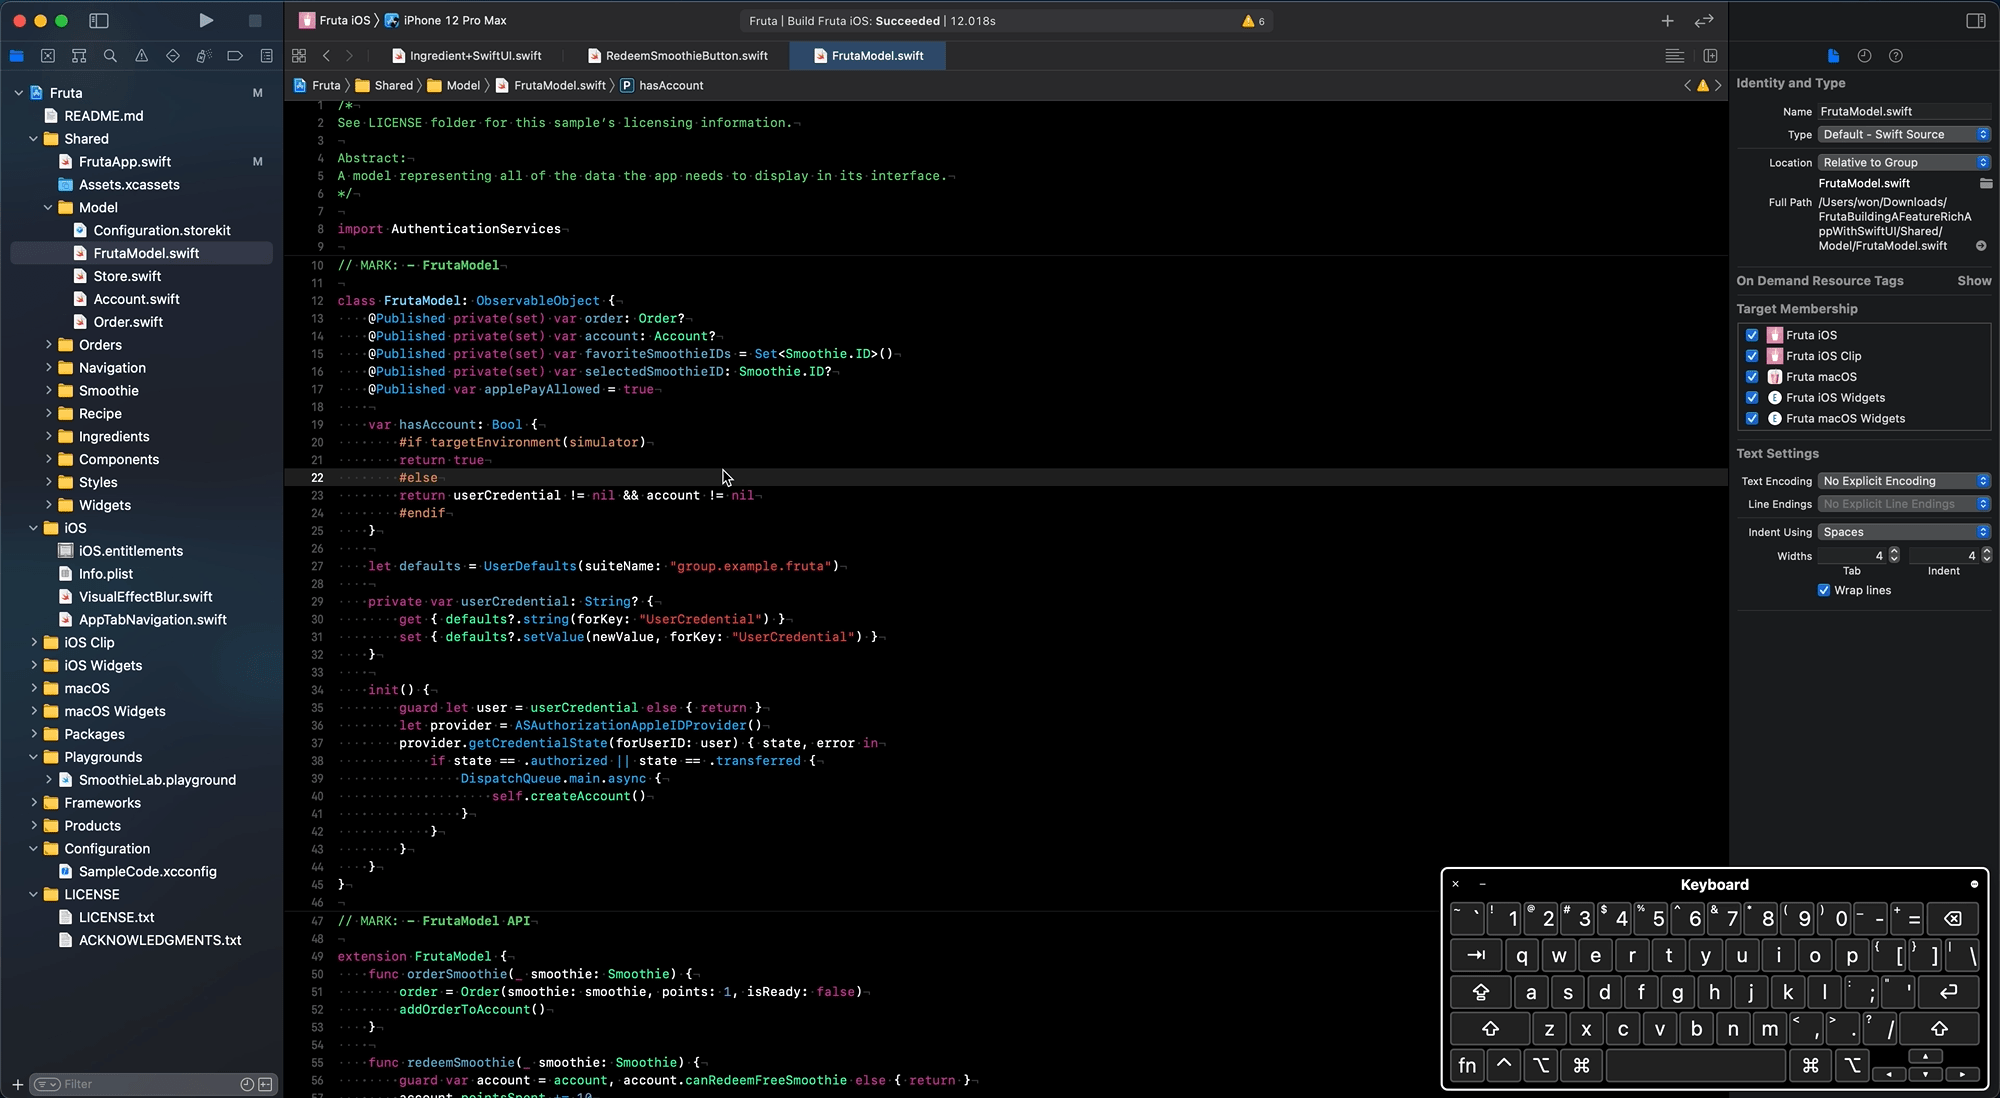 Fruta iOS
iPhone 12 Pro Max
Fruta | Build Fruta iOS: Succeeded | 12.018s
6
Ingredient+SwiftUI.swift
RedeemSmoothieButton.swift
FrutaModel.swift
Fruta
Shared
Model
FrutaModel.swift
P
hasAccount
Fruta M
README.md
Shared
FrutaApp.swift M
Assets.xcassets
Model
Configuration.storekit
FrutaModel.swift
Store.swift
Account.swift
Order.swift
Orders
Navigation
Smoothie
Recipe
Ingredients
Components
Styles
Widgets
iOS
iOS.entitlements
Info.plist
VisualEffectBlur.swift
AppTabNavigation.swift
iOS Clip
iOS Widgets
macOS
macOS Widgets
Packages
Playgrounds
SmoothieLab.playground
Frameworks
Products
Configuration
SampleCode.xcconfig
LICENSE
LICENSE.txt
ACKNOWLEDGMENTS.txt
Filter
1 /*
2 See LICENSE folder for this sample's licensing information.
3
4 Abstract:
5 A model representing all of the data the app needs to display in its interface.
6 */
7
8 import AuthenticationServices
9
10 // MARK: - FrutaModel
11
12 class FrutaModel: ObservableObject {
13 @Published private(set) var order: Order?
14 @Published private(set) var account: Account?
15 @Published private(set) var favoriteSmoothieIDs = Set<Smoothie.ID>()
16 @Published private(set) var selectedSmoothieID: Smoothie.ID?
17 @Published var applePayAllowed = true
18
19 var hasAccount: Bool {
20 #if targetEnvironment(simulator)
21 return true
22 #else
23 return userCredential != nil && account != nil
24 #endif
25 }
26
27 let defaults = UserDefaults(suiteName: "group.example.fruta")
28
29 private var userCredential: String? {
30 get { defaults?.string(forKey: "UserCredential") }
31 set { defaults?.setValue(newValue, forKey: "UserCredential") }
32 }
33
34 init() {
35 guard let user = userCredential else { return }
36 let provider = ASAuthorizationAppleIDProvider()
37 provider.getCredentialState(forUserID: user) { state, error in
38 if state == .authorized || state == .transferred {
39 DispatchQueue.main.async {
40 self.createAccount()
41 }
42 }
43 }
44 }
45 }
46
47 // MARK: - FrutaModel API
48
49 extension FrutaModel {
50 func orderSmoothie(_ smoothie: Smoothie) {
51 order = Order(smoothie: smoothie, points: 1, isReady: false)
52 addOrderToAccount()
53 }
54
55 func redeemSmoothie(_ smoothie: Smoothie) {
56 guard var account = account, account.canRedeemFreeSmoothie else { return }
57 account.pointsSpent += 10
Identity and Type
Name FrutaModel.swift
Type Default - Swift Source
Location Relative to Group
FrutaModel.swift
Full Path /Users/won/Downloads/
FrutaBuildingAFeatureRichA
ppWithSwiftUI/Shared/
Model/FrutaModel.swift
On Demand Resource Tags Show
Target Membership
Fruta iOS
Fruta iOS Clip
Fruta macOS
E Fruta iOS Widgets
E Fruta macOS Widgets
Text Settings
Text Encoding No Explicit Encoding
Line Endings No Explicit Line Endings
Indent Using Spaces
Widths 4 4
Tab Indent
Wrap lines
Keyboard
~ ` ! 1 @ 2 # 3 $ 4 % 5 ^ 6 & 7 * 8 ( 9 ) 0 _ - + =
q w e r t y u i o p { [ } ] | \
a s d f g h j k l : ; " '
z x c v b n m < , > . ? /
fn ^ ⌥ ⌘ ⌘ ⌥